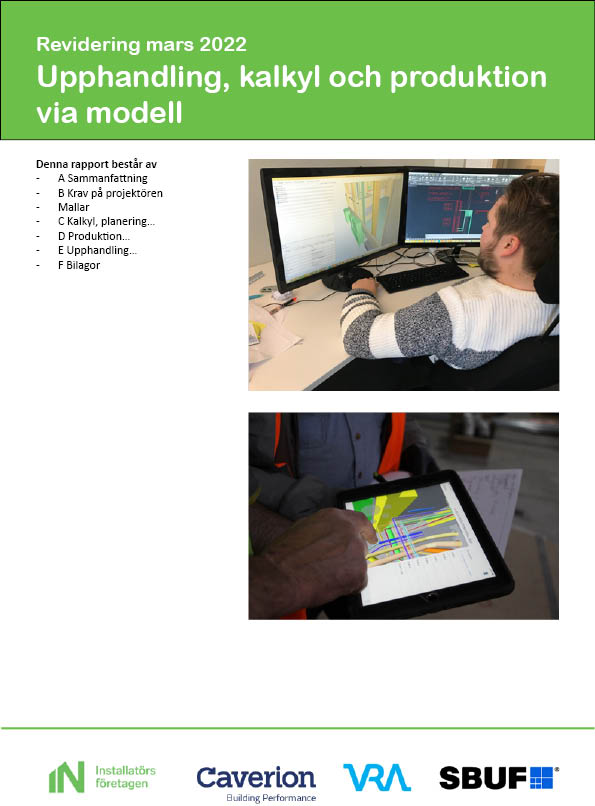 Revidering mars 2022
Upphandling, kalkyl och produktion
via modell
Denna rapport består av
- A Sammanfattning
- B Krav på projektören
- Mallar
- C Kalkyl, planering...
- D Produktion...
- E Upphandling...
- F Bilagor
Installatörs
företagen
Caverion
Building Performance
VRA
SBUF®